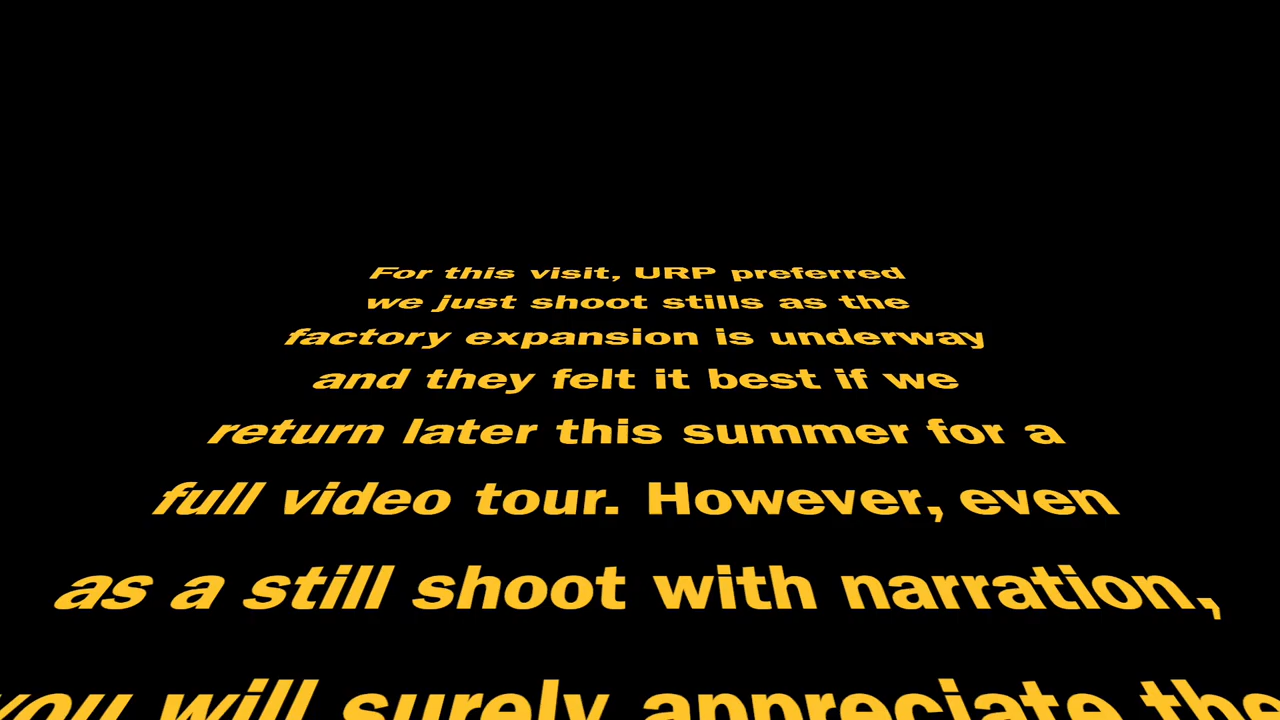 For this visit, URP preferred
we just shoot stills as the
factory expansion is underway
and they felt it best if we
return later this summer for a
full video tour. However, even
as a still shoot with narration,
you will surely appreciate the